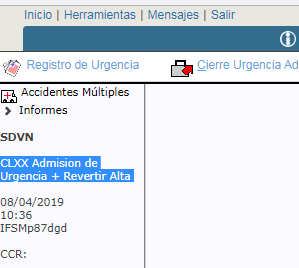 Inicio | Herramientas | Mensajes | Salir
Registro de Urgencia
Cierre Urgencia Ad
Accidentes Múltiples
Informes
SDVN
CLXX Admision de
Urgencia + Revertir Alta
08/04/2019
10:36
IFSMp87dgd
CCR: